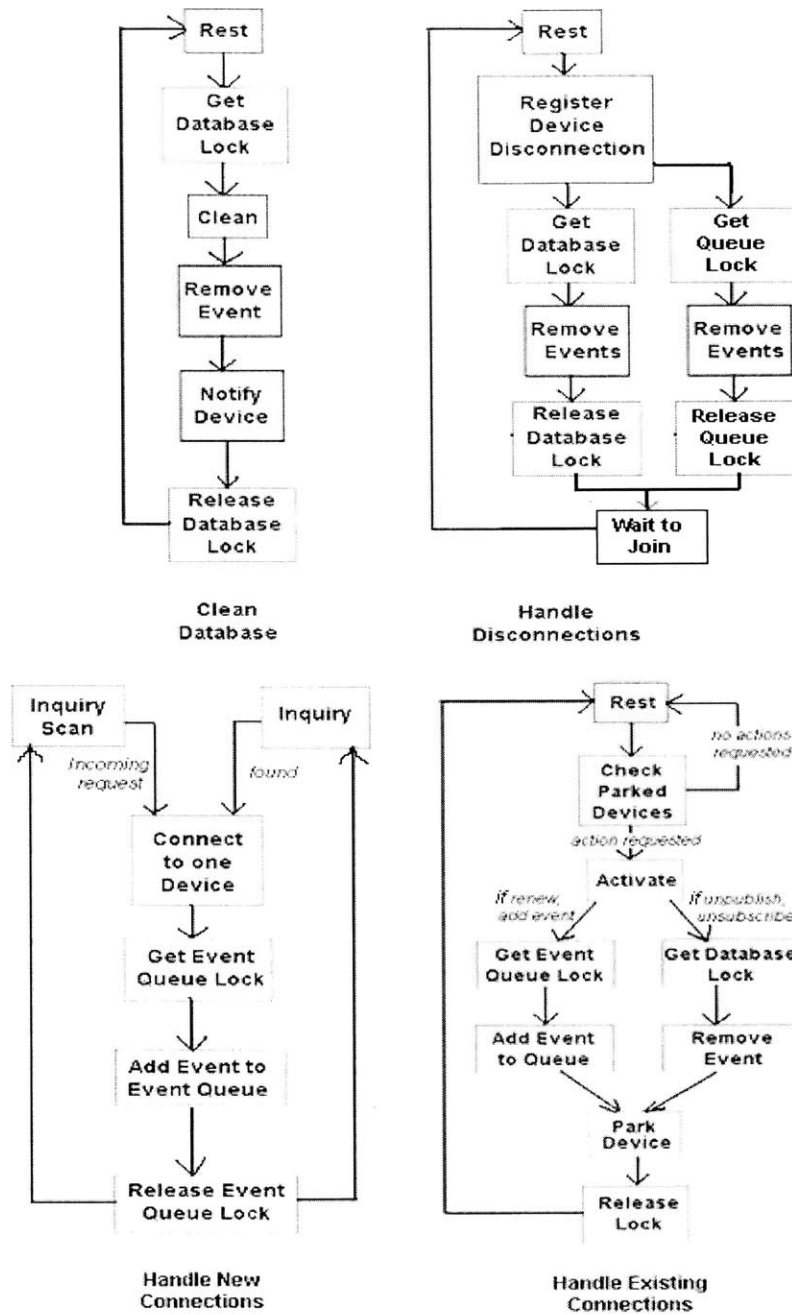 Rest
Get
Database
Lock
Clean
Remove
Event
Notify
Device
Release
Database
Lock
Clean
Database
Rest
Register
Device
Disconnection
Get
Database
Lock
Get
Queue
Lock
Remove
Events
Remove
Events
Release
Database
Lock
Release
Queue
Lock
Wait to
Join
Handle
Disconnections
Inquiry
Scan
Inquiry
Incoming
request
found
Connect
to one
Device
Get Event
Queue Lock
Add Event to
Event Queue
Release Event
Queue Lock
Handle New
Connections
Rest
no actions
requested
Check
Parked
Devices
action requested
Activate
if renew,
add event
if unpublish,
unsubscribe
Get Event
Queue Lock
Get Database
Lock
Add Event
to Queue
Remove
Event
Park
Device
Release
Lock
Handle Existing
Connections